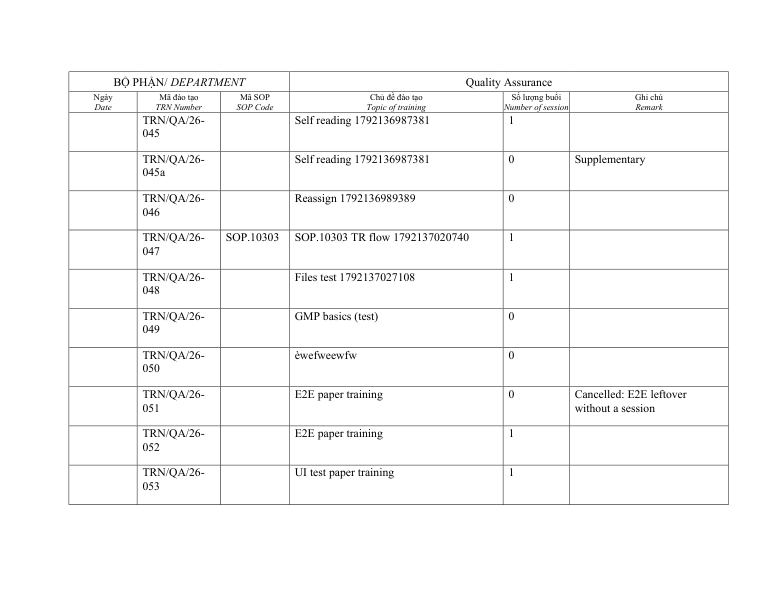 BỘ PHẬN/ DEPARTMENT Quality Assurance
Ngày Mã đào tạo Mã SOP Chủ đề đào tạo Số lượng buổi Ghi chú
Date TRN Number SOP Code Topic of training Number of session Remark
TRN/QA/26- Self reading 1792136987381 1
045
TRN/QA/26- Self reading 1792136987381 0 Supplementary
045a
TRN/QA/26- Reassign 1792136989389 0
046
TRN/QA/26- SOP.10303 SOP.10303 TR flow 1792137020740 1
047
TRN/QA/26- Files test 1792137027108 1
048
TRN/QA/26- GMP basics (test) 0
049
TRN/QA/26- èwefweewfw 0
050
TRN/QA/26- E2E paper training 0 Cancelled: E2E leftover
051 without a session
TRN/QA/26- E2E paper training 1
052
TRN/QA/26- UI test paper training 1
053